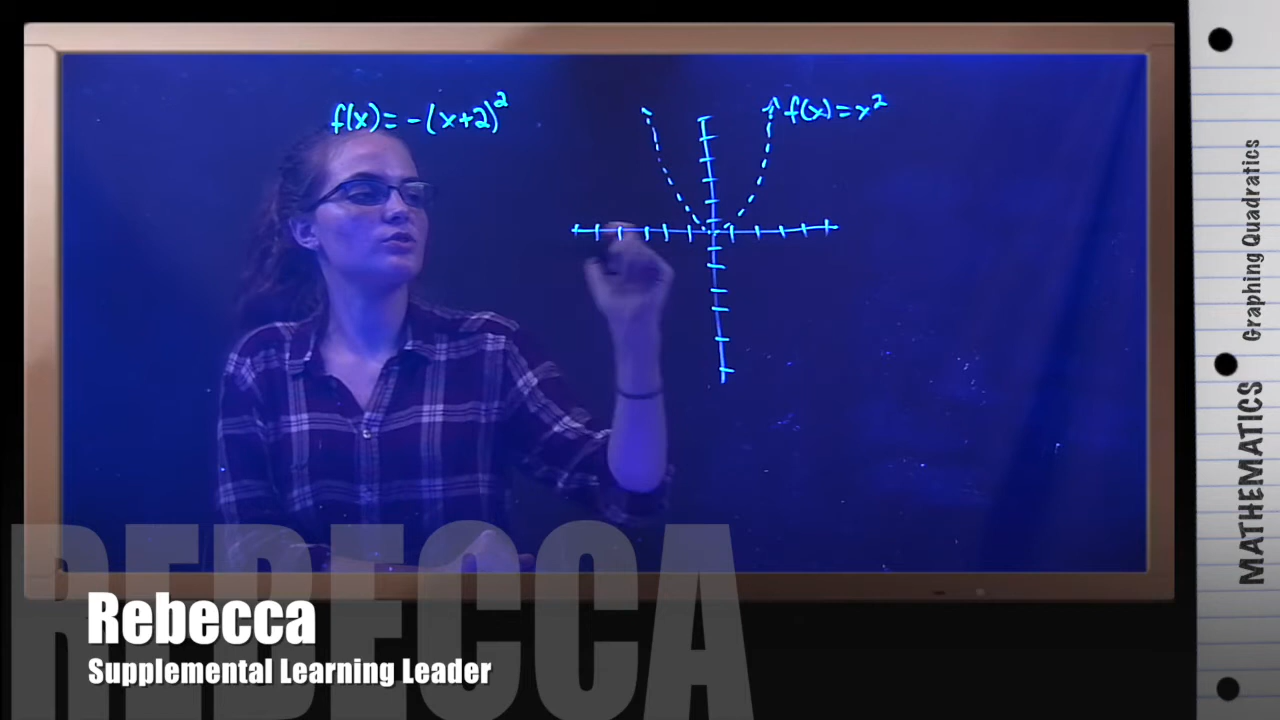 f(x) = -(x+2)²
f(x) = x²
REBECCA
Rebecca
Supplemental Learning Leader
MATHEMATICS Graphing Quadratics